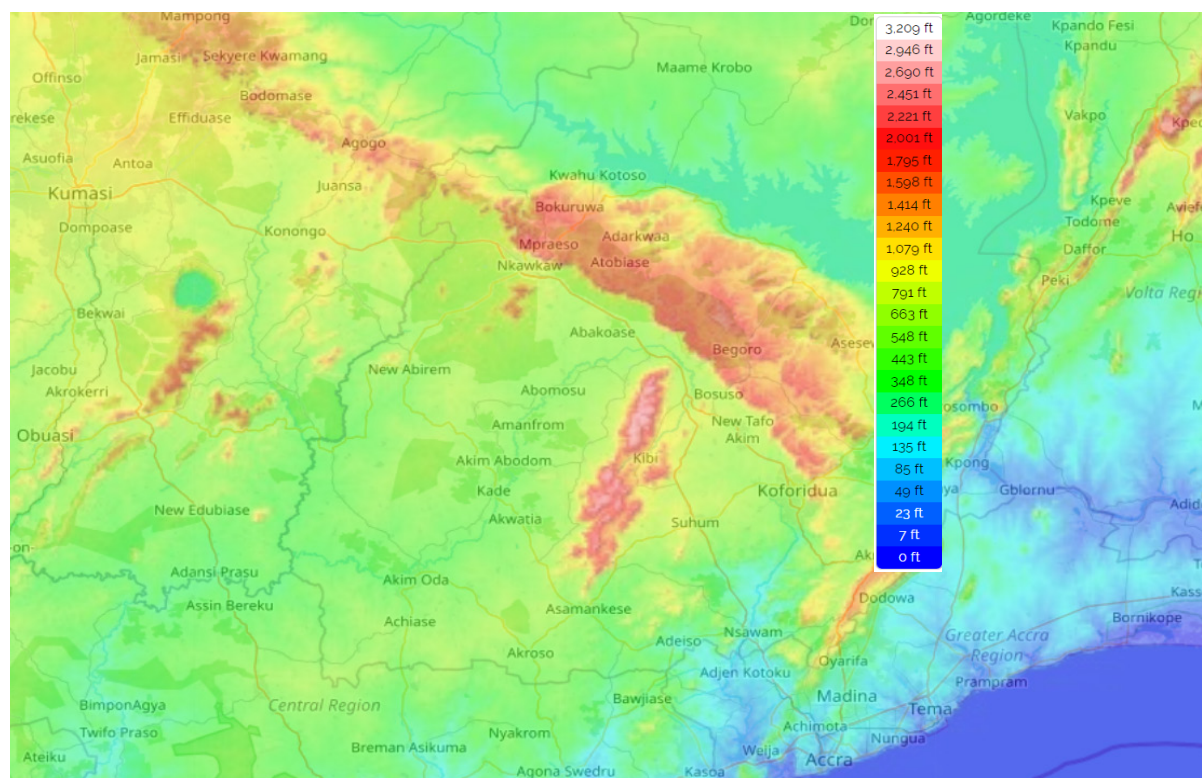 Mampong
Jamasi
Sekyere Kwamang
Offinso
Bodomase
Effiduase
rekese
Agogo
Asuofia
Antoa
Juansa
Kumasi
Dompoase
Konongo
Bekwai
Jacobu
Akrokerri
Obuasi
New Edubiase
on-
Adansi Prasu
Assin Bereku
BimponAgya
Twifo Praso
Ateiku
Central Region
Maame Krobo
Kwahu Kotoso
Bokuruwa
Mpraeso
Adarkwaa
Nkawkaw
Atobiase
Abakoase
Begoro
Asesew
New Abirem
Abomosu
Bosuso
Amanfrom
New Tafo
Akim
Akim Abodom
Kibi
Kade
Koforidua
Akwatia
Suhum
Akim Oda
Asamankese
Achiase
Adeiso
Nsawam
Akroso
Adjen Kotoku
Oyarifa
Bawjiase
Madina
Nyakrom
Achimota
Breman Asikuma
Weija
Accra
Nungua
Agona Swedru
Kasoa
Dodowa
Greater Accra
Region
Prampram
Tema
Bornikope
Kass
Agordeke
Kpando Fesi
Kpandu
Vakpo
Kped
Kpeve
Todome
Aviefe
Daffor
Ho
Peki
Volta Regi
osombo
Kpong
Gblornu
Adid
3,209 ft
2,946 ft
2,690 ft
2,451 ft
2,221 ft
2,001 ft
1,795 ft
1,598 ft
1,414 ft
1,240 ft
1,079 ft
928 ft
791 ft
663 ft
548 ft
443 ft
348 ft
266 ft
194 ft
135 ft
85 ft
49 ft
23 ft
7 ft
0 ft